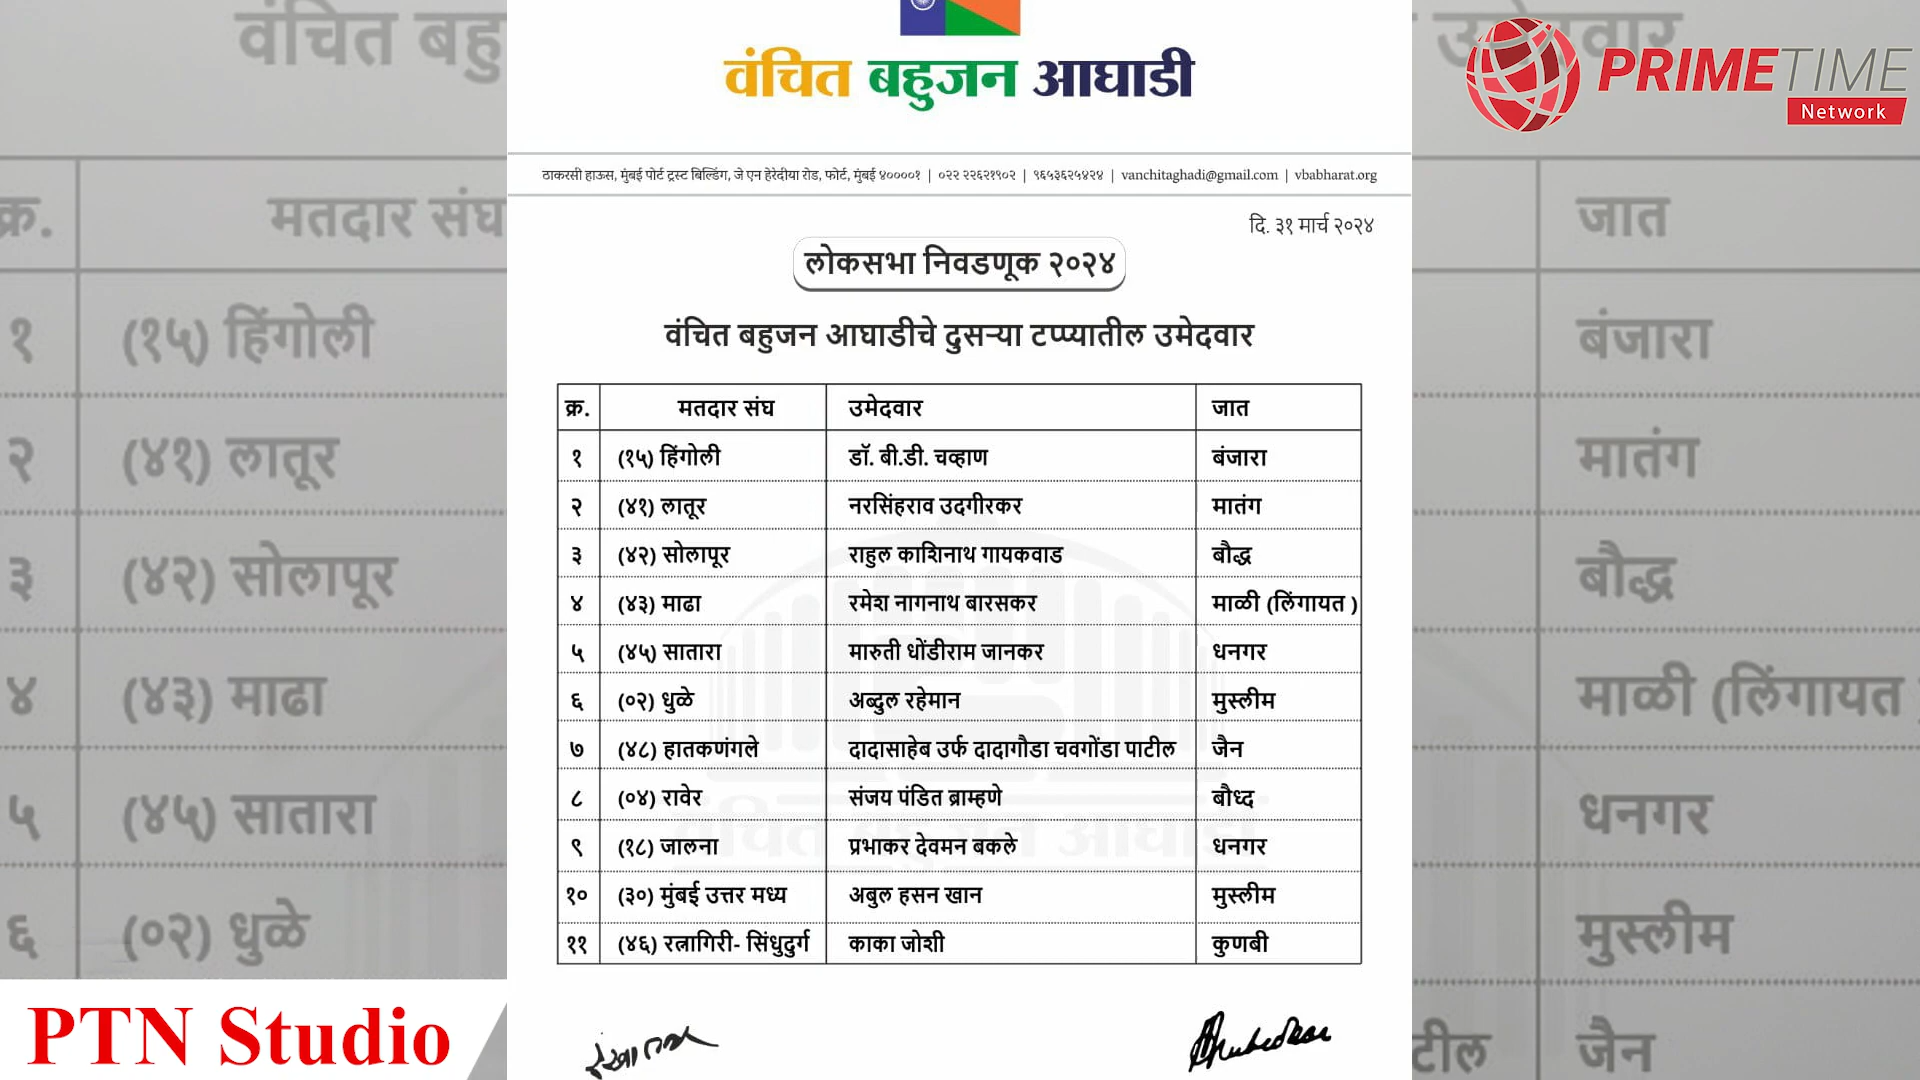 वंचित बहुजन आघाडी
PRIMETIME
Network
ठाकरसी हाऊस, मुंबई पोर्ट ट्रस्ट बिल्डिंग, जे एन हेरेदीया रोड, फोर्ट, मुंबई ४००००१ | ०२२ २२६२१९०२ | ९६५३६२५४२४ | vanchitaghadi@gmail.com | vbabharat.org
दि. ३१ मार्च २०२४
लोकसभा निवडणूक २०२४
वंचित बहुजन आघाडीचे दुसऱ्या टप्प्यातील उमेदवार
क्र. मतदार संघ उमेदवार जात
१ (१५) हिंगोली डॉ. बी.डी. चव्हाण बंजारा
२ (४१) लातूर नरसिंहराव उदगीरकर मातंग
३ (४२) सोलापूर राहुल काशिनाथ गायकवाड बौद्ध
४ (४३) माढा रमेश नागनाथ बारसकर माळी (लिंगायत )
५ (४५) सातारा मारुती धोंडीराम जानकर धनगर
६ (०२) धुळे अब्दुल रहेमान मुस्लीम
७ (४८) हातकणंगले दादासाहेब उर्फ दादागौडा चवगोंडा पाटील जैन
८ (०४) रावेर संजय पंडित ब्राम्हणे बौध्द
९ (१८) जालना प्रभाकर देवमन बकले धनगर
१० (३०) मुंबई उत्तर मध्य अबुल हसन खान मुस्लीम
११ (४६) रत्नागिरी- सिंधुदुर्ग काका जोशी कुणबी
PTN Studio